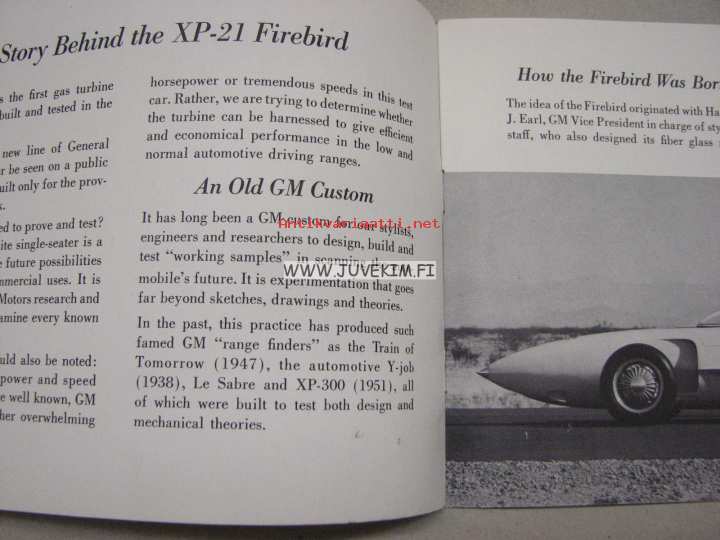 Story Behind the XP-21 Firebird
s the first gas turbine
built and tested in the
new line of General
r be seen on a public
uilt only for the prov-
ed to prove and test?
ite single-seater is a
e future possibilities
mmercial uses. It is
Motors research and
amine every known
uld also be noted:
power and speed
e well known, GM
her overwhelming
horsepower or tremendous speeds in this test
car. Rather, we are trying to determine whether
the turbine can be harnessed to give efficient
and economical performance in the low and
normal automotive driving ranges.
An Old GM Custom
It has long been a GM custom for our stylists,
engineers and researchers to design, build and
test “working samples” in scanning the
mobile's future. It is experimentation that goes
far beyond sketches, drawings and theories.
In the past, this practice has produced such
famed GM “range finders” as the Train of
Tomorrow (1947), the automotive Y-job
(1938), Le Sabre and XP-300 (1951), all
of which were built to test both design and
mechanical theories.
How the Firebird Was Bor
The idea of the Firebird originated with Ha
J. Earl, GM Vice President in charge of sty
staff, who also designed its fiber glass
Antikvariaatti.net
WWW.JUVEKIM.FI